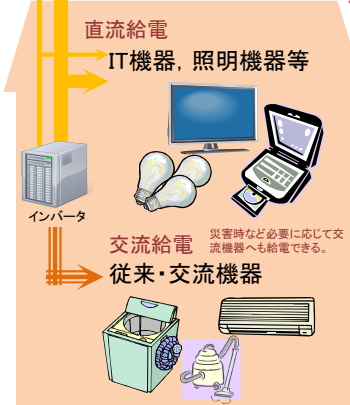 直流給電
IT機器，照明機器等
インバータ
交流給電
災害時など必要に応じて交
流機器へも給電できる。
従来・交流機器